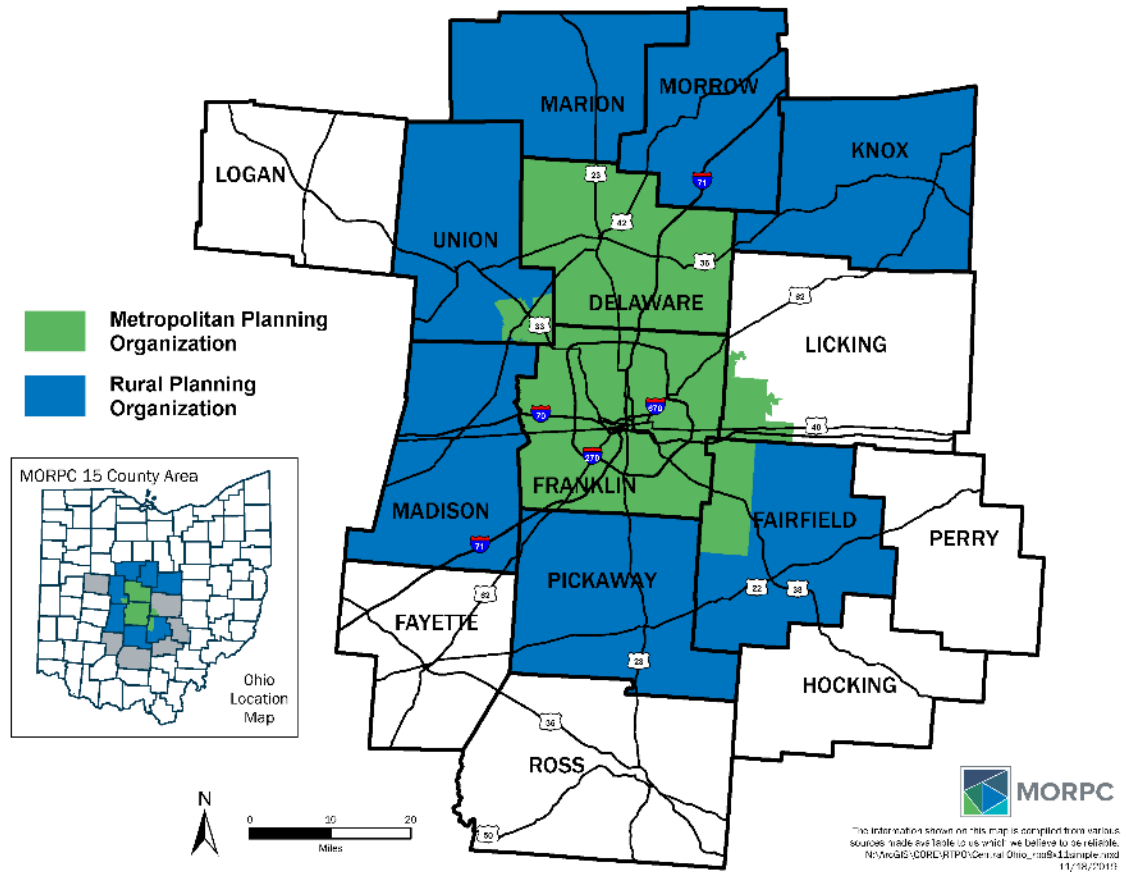 MARION
MORROW
KNOX
LOGAN
71
23
UNION
42
36
62
DELAWARE
33
LICKING
Metropolitan Planning
Organization
Rural Planning
Organization
70
670
40
270
FRANKLIN
MORPC 15 County Area
MADISON
FAIRFIELD
PERRY
71
PICKAWAY
22
62
FAYETTE
23
HOCKING
Ohio
Location
Map
ROSS
50
N
0 10 20
Miles
MORPC
The information shown on this map is compiled from various
sources made available to us which we believe to be reliable.
11/18/2019